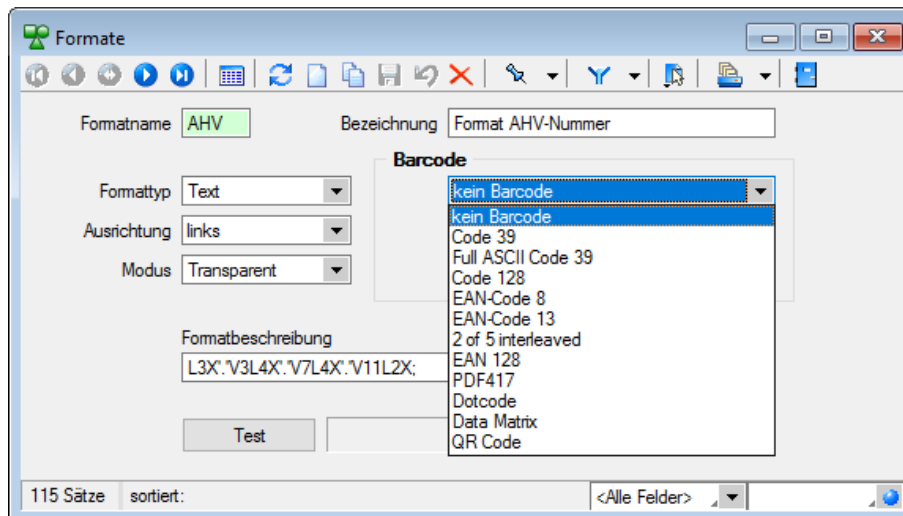 Formate
Formatname AHV Bezeichnung Format AHV-Nummer
Barcode
Formattyp Text kein Barcode
Ausrichtung links
Modus Transparent
kein Barcode
Code 39
Full ASCII Code 39
Code 128
EAN-Code 8
EAN-Code 13
2 of 5 interleaved
EAN 128
PDF417
Dotcode
Data Matrix
QR Code
Formatbeschreibung
L3X'.'V3L4X'.'V7L4X'.'V11L2X;
Test
115 Sätze sortiert: <Alle Felder>